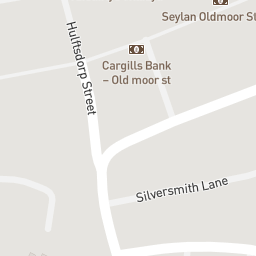 Seylan Oldmoor St
Cargills Bank
– Old moor st
Hulftsdorp Street
Silversmith Lane